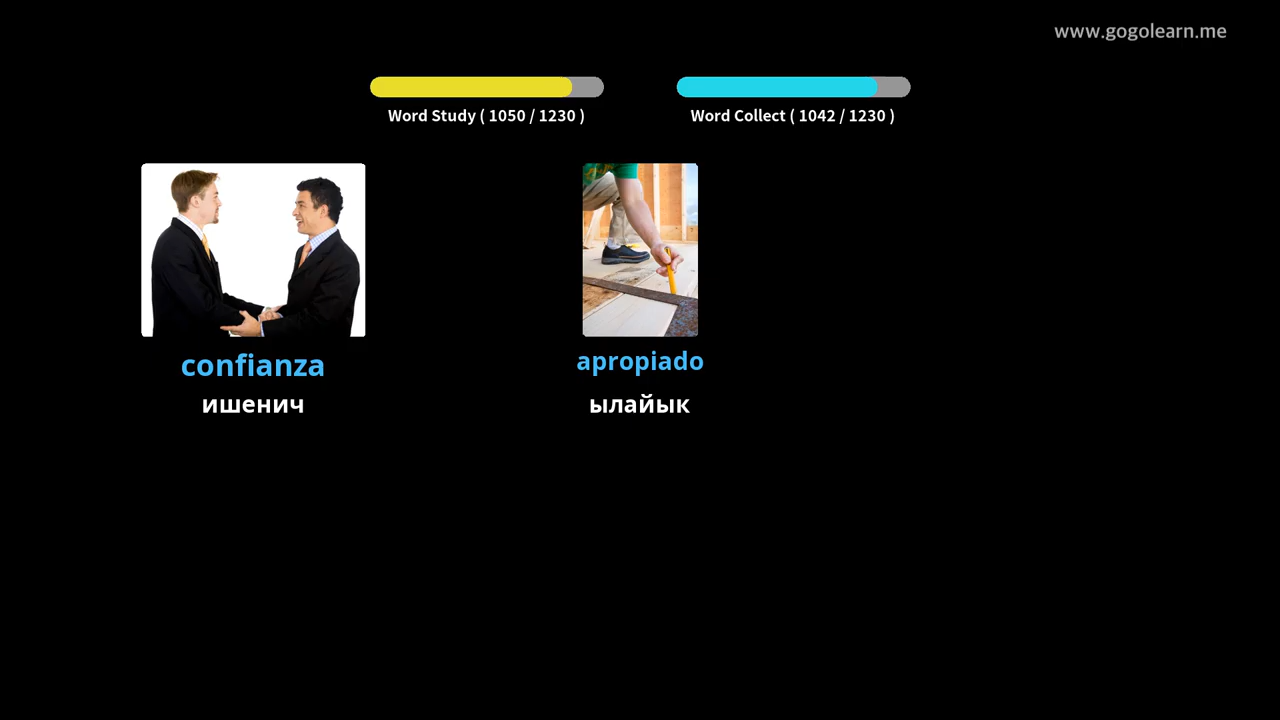 www.gogolearn.me
Word Study ( 1050 / 1230 )
Word Collect ( 1042 / 1230 )
confianza
ишенич
apropiado
ылайык